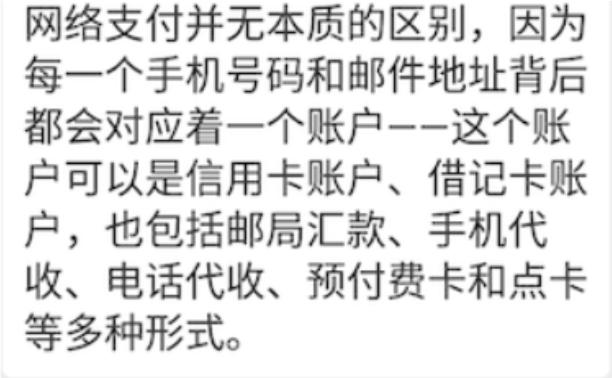 网络支付并无本质的区别，因为
每一个手机号码和邮件地址背后
都会对应着一个账户——这个账
户可以是信用卡账户、借记卡账
户，也包括邮局汇款、手机代
收、电话代收、预付费卡和点卡
等多种形式。